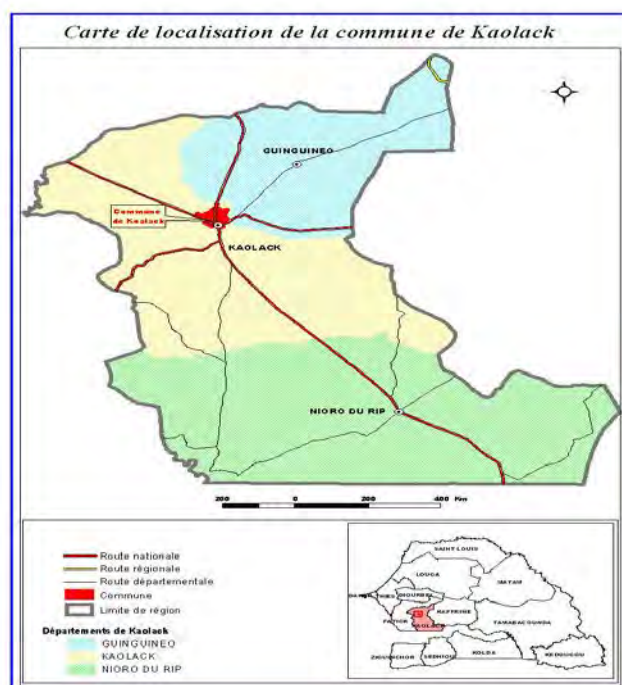 Carte de localisation de la commune de Kaolack
GUINGUINEO
Commune
de Kaolack
KAOLACK
NIORO DU RIP
200 0 200 400 Km
Route nationale
Route régionale
Route départementale
Commune
Limite de région
Départements de Kaolack
GUINGUINEO
KAOLACK
NIORO DU RIP
SAINT LOUIS
LOUGA
MATAM
DIOURBEL
THIES
FATICK
KAFFRINE
KAOLACK
TAMBACOUNDA
ZIGUINCHOR
SEDHIOU
KOLDA
KEDOUGOU